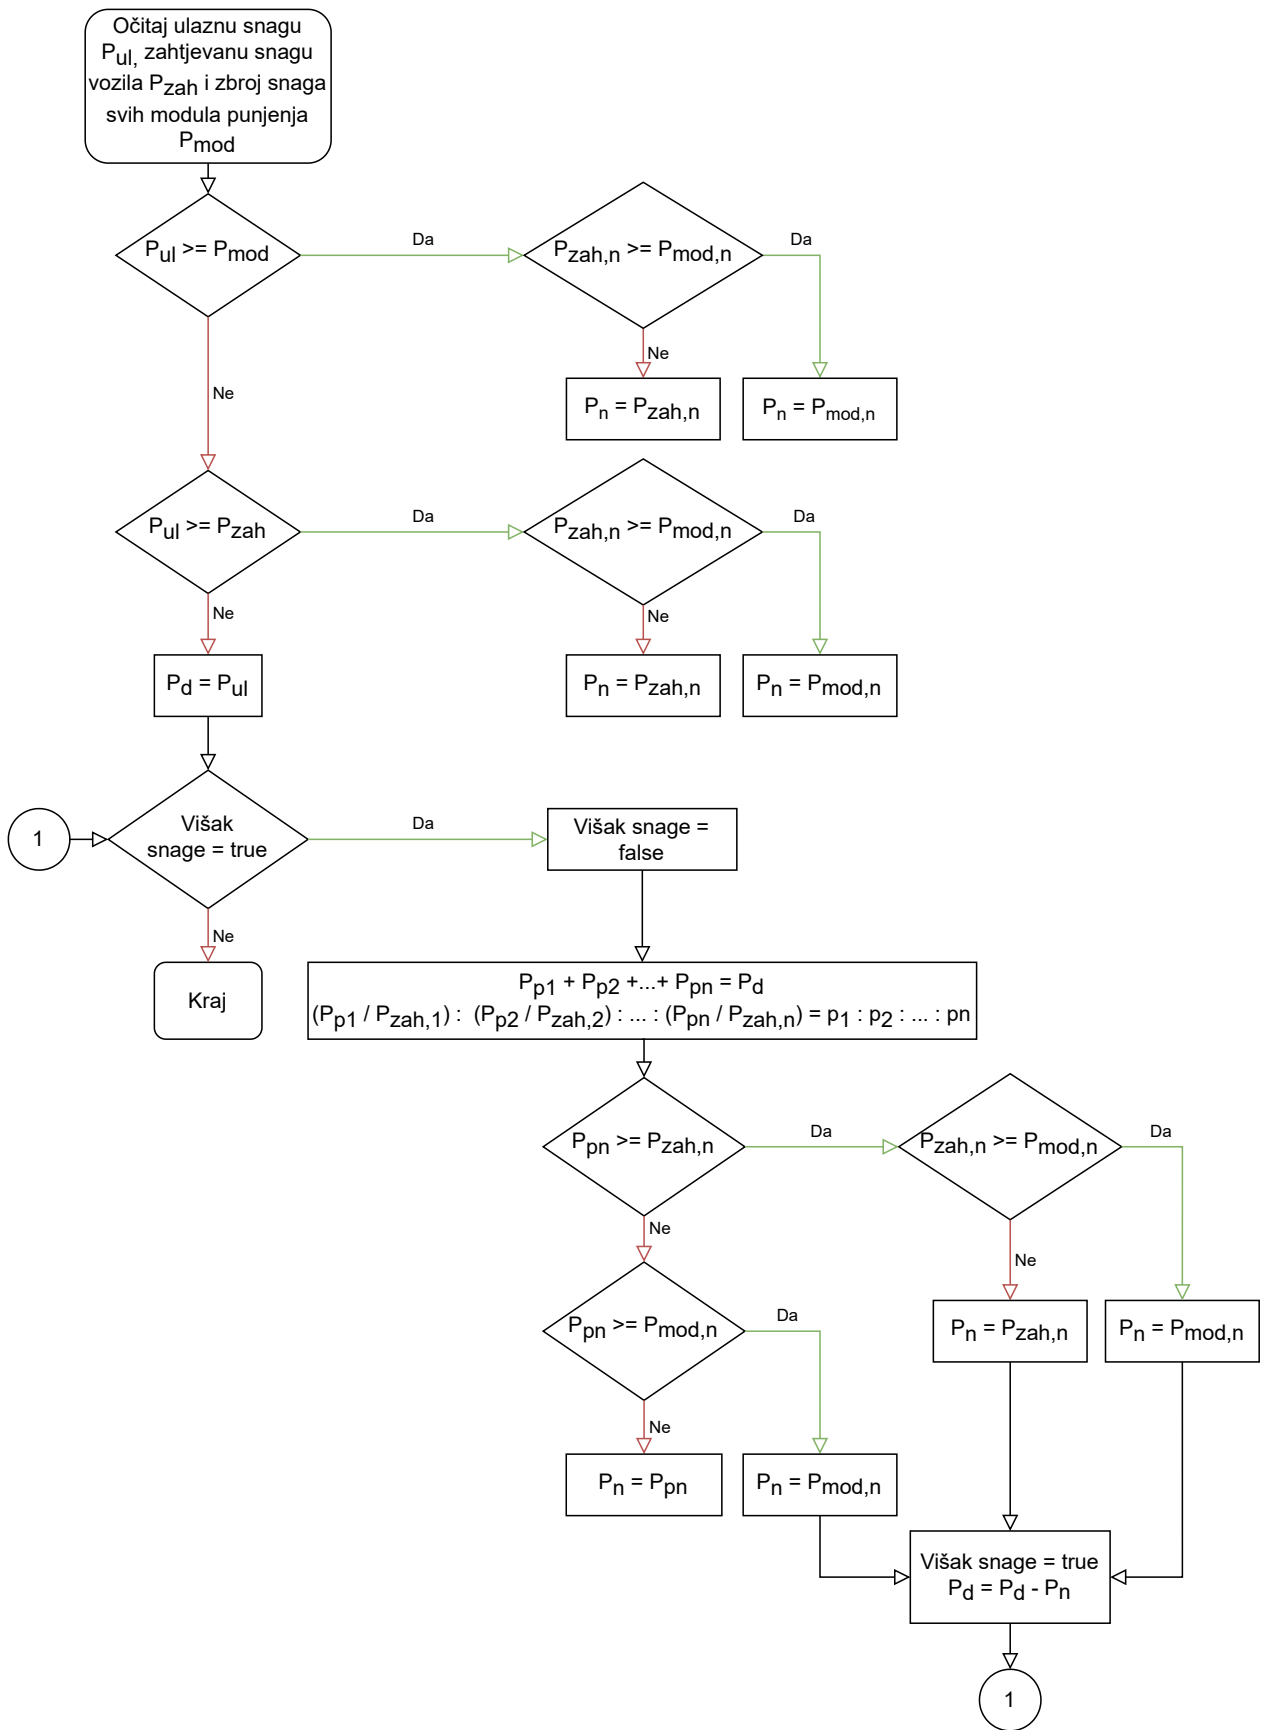 Očitaj ulaznu snagu
Pul, zahtjevanu snagu
vozila Pzah i zbroj snaga
svih modula punjenja
Pmod
Pul >= Pmod
Da
Pzah,n >= Pmod,n
Da
Ne
Ne
Pn = Pzah,n
Pn = Pmod,n
Pul >= Pzah
Da
Pzah,n >= Pmod,n
Da
Ne
Ne
Pd = Pul
Pn = Pzah,n
Pn = Pmod,n
1
Višak
snage = true
Da
Višak snage =
false
Ne
Kraj
Pp1 + Pp2 +...+ Ppn = Pd
(Pp1 / Pzah,1) : (Pp2 / Pzah,2) : ... : (Ppn / Pzah,n) = p1 : p2 : ... : pn
Ppn >= Pzah,n
Da
Pzah,n >= Pmod,n
Da
Ne
Ne
Ppn >= Pmod,n
Da
Pn = Pzah,n
Pn = Pmod,n
Ne
Pn = Ppn
Pn = Pmod,n
Višak snage = true
Pd = Pd - Pn
1